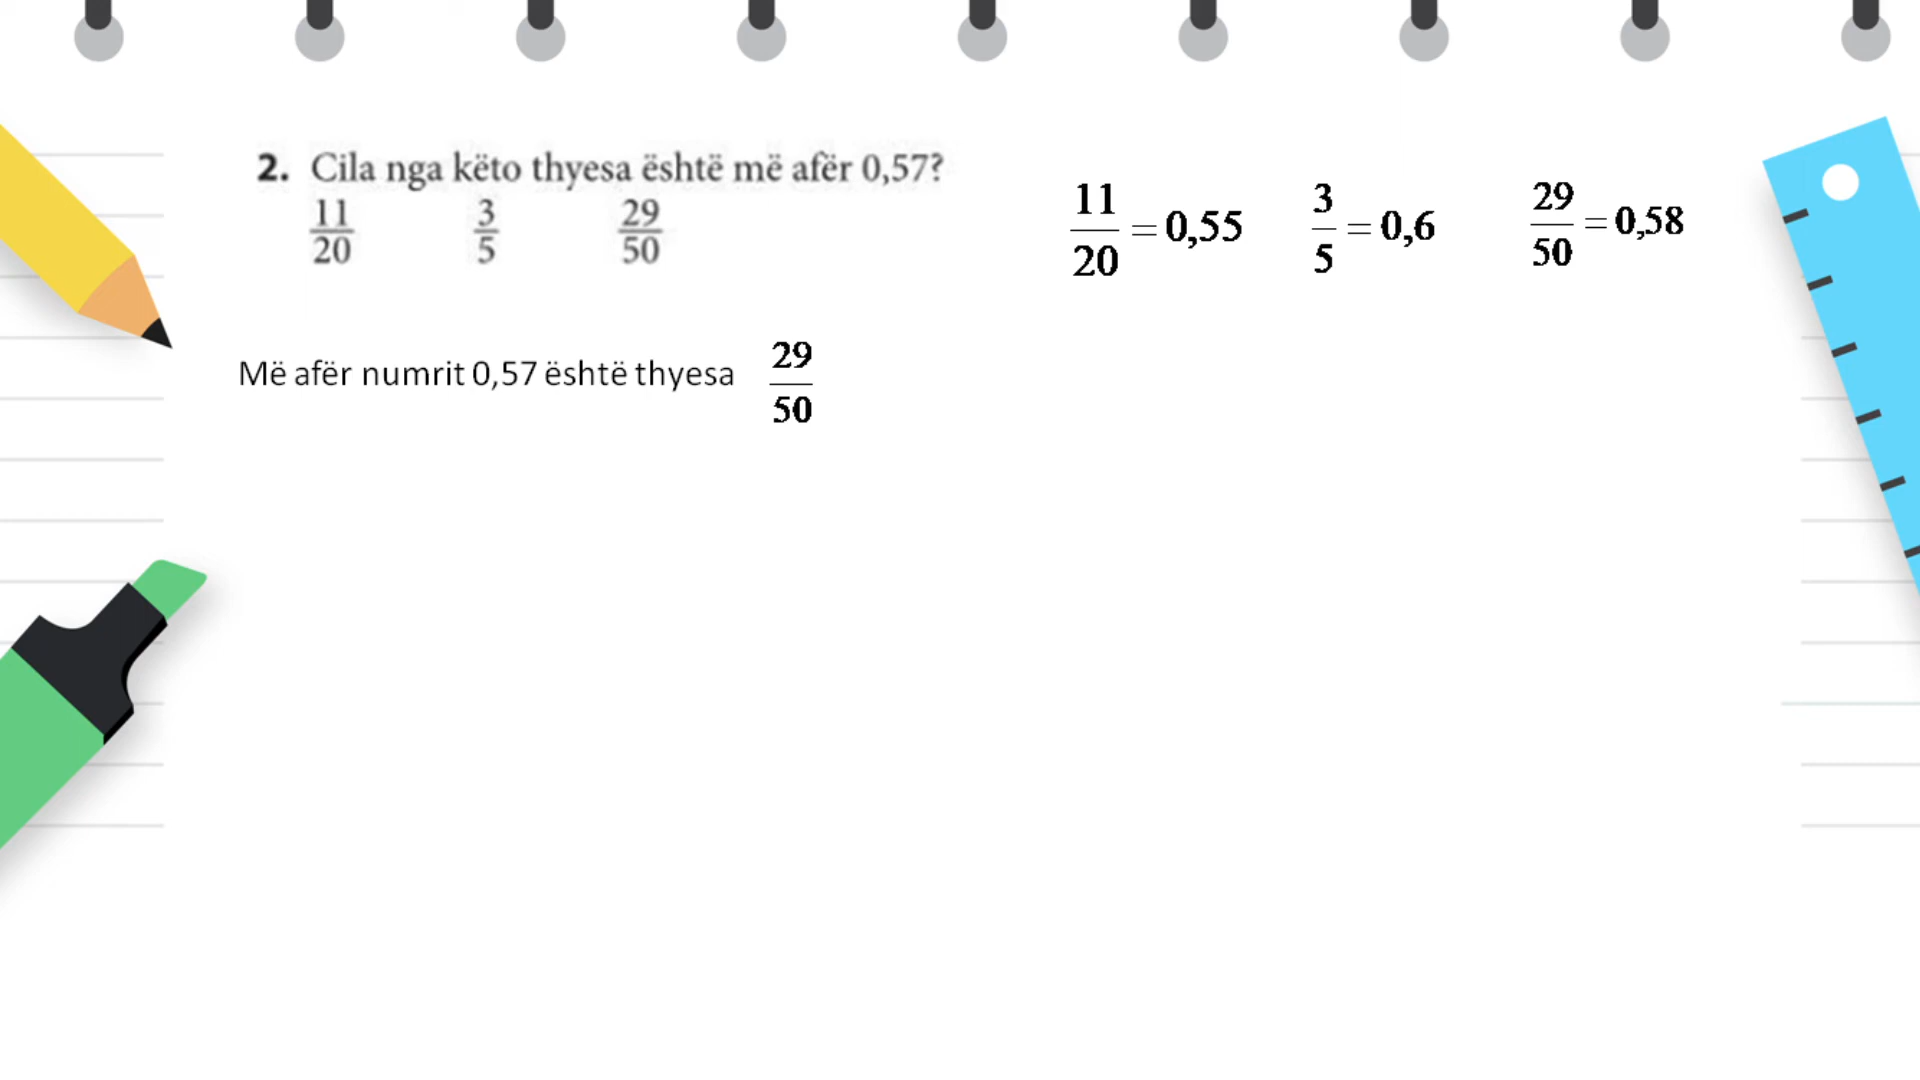 2. Cila nga këto thyesa është më afër 0,57?
11/20 3/5 29/50
11/20 = 0,55 3/5 = 0,6 29/50 = 0,58
Më afër numrit 0,57 është thyesa 29/50